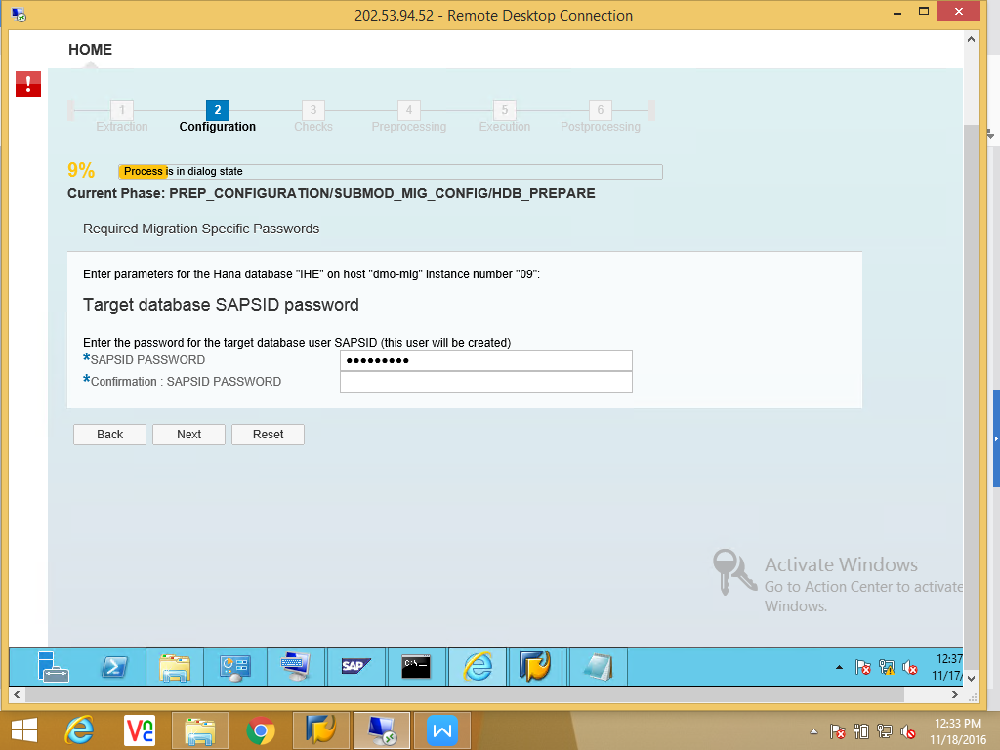 202.53.94.52 - Remote Desktop Connection
HOME
!
1 2 3 4 5 6
Extraction Configuration Checks Preprocessing Execution Postprocessing
9% Process is in dialog state
Current Phase: PREP_CONFIGURATION/SUBMOD_MIG_CONFIG/HDB_PREPARE
Required Migration Specific Passwords
Enter parameters for the Hana database "IHE" on host "dmo-mig" instance number "09":
Target database SAPSID password
Enter the password for the target database user SAPSID (this user will be created)
*SAPSID PASSWORD •••••••••
*Confirmation : SAPSID PASSWORD
Back Next Reset
Activate Windows
Go to Action Center to activate
Windows.
SAP C:\-. 12:37
11/17/
VNC W 12:33 PM
11/18/2016